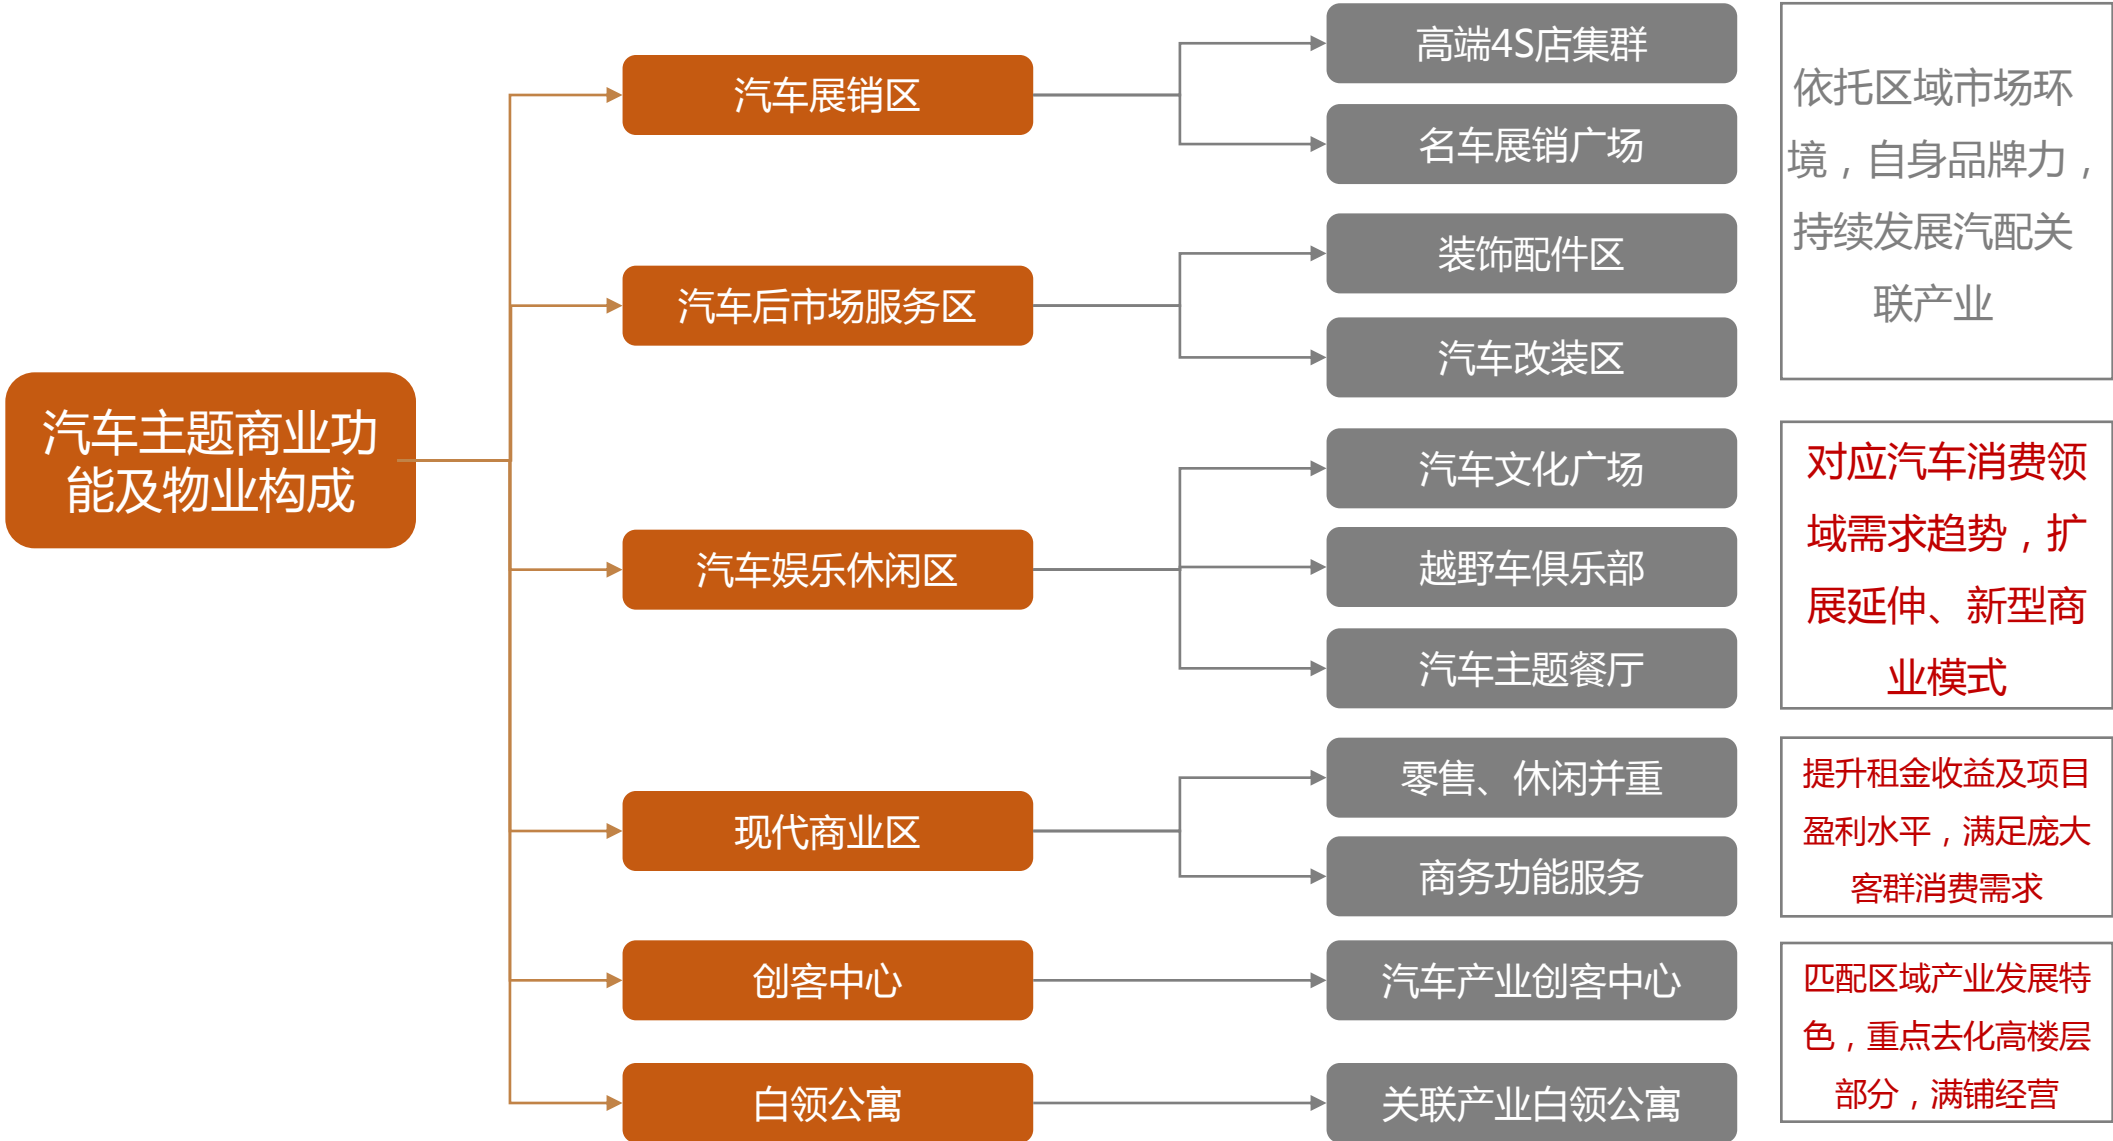 汽车主题商业功
能及物业构成
汽车展销区
汽车后市场服务区
汽车娱乐休闲区
现代商业区
创客中心
白领公寓
高端4S店集群
名车展销广场
装饰配件区
汽车改装区
汽车文化广场
越野车俱乐部
汽车主题餐厅
零售、休闲并重
商务功能服务
汽车产业创客中心
关联产业白领公寓
依托区域市场环
境，自身品牌力，
持续发展汽配关
联产业
对应汽车消费领
域需求趋势，扩
展延伸、新型商
业模式
提升租金收益及项目
盈利水平，满足庞大
客群消费需求
匹配区域产业发展特
色，重点去化高楼层
部分，满铺经营